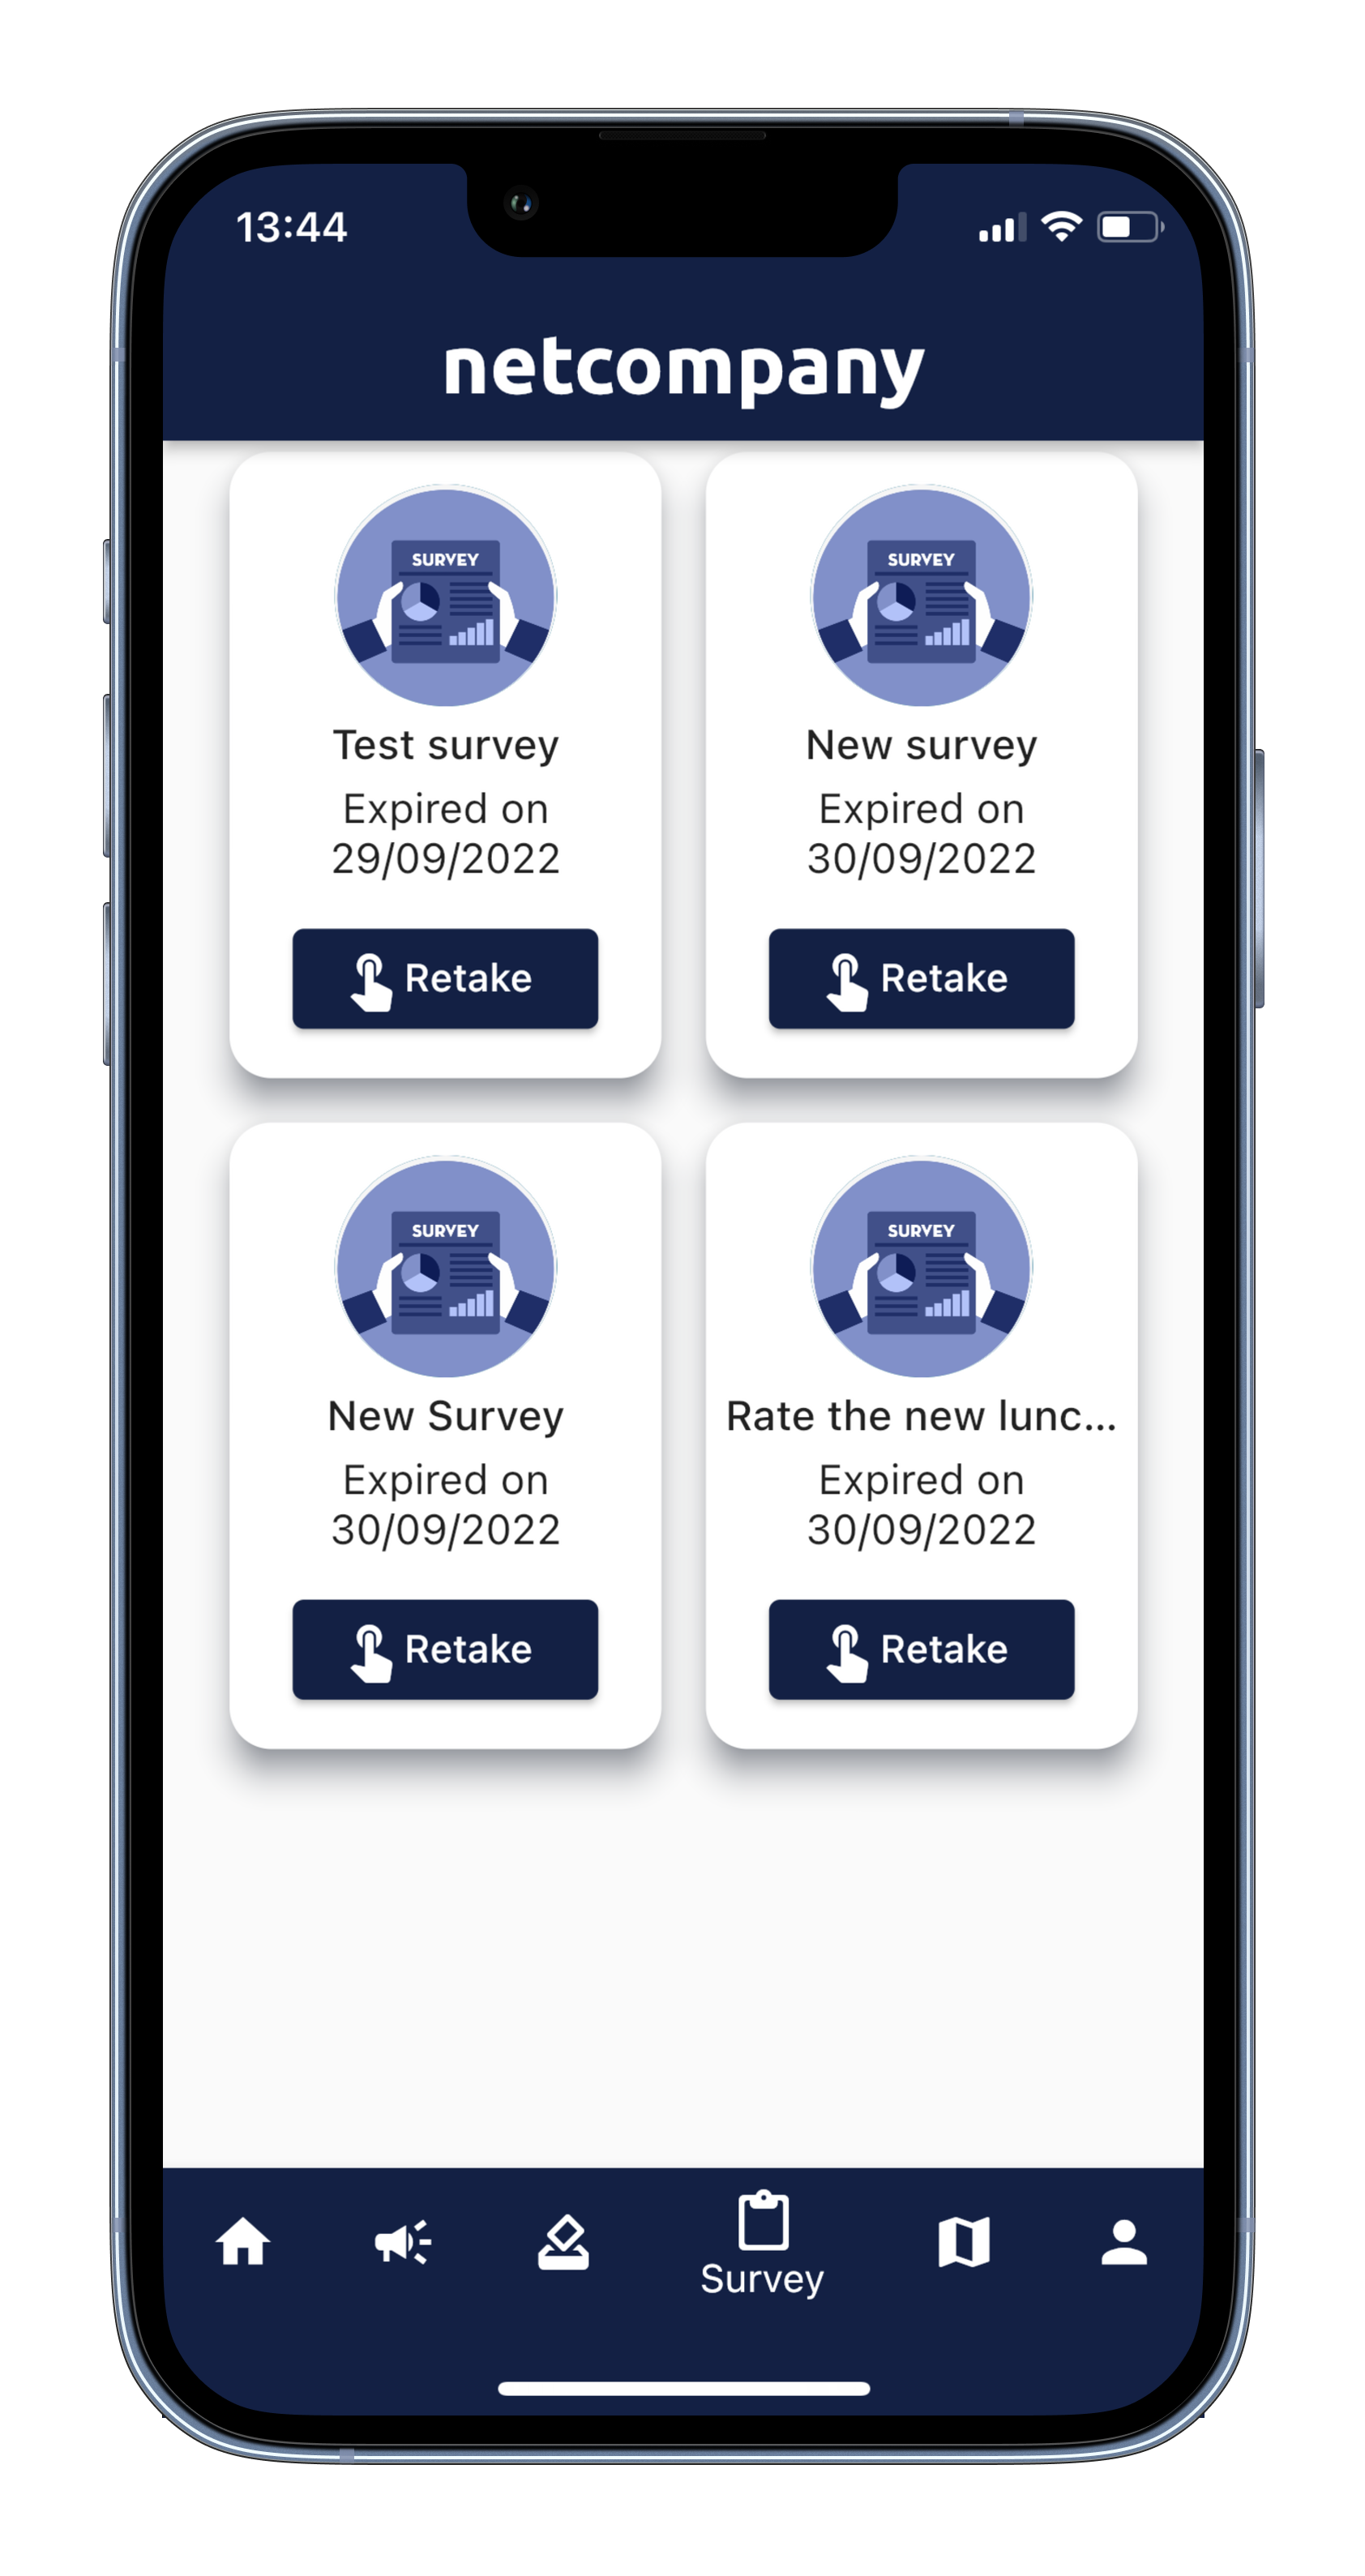 13:44
netcompany
SURVEY
SURVEY
Test survey
New survey
Expired on
29/09/2022
Expired on
30/09/2022
Retake
Retake
SURVEY
SURVEY
New Survey
Rate the new lunc...
Expired on
30/09/2022
Expired on
30/09/2022
Retake
Retake
Survey